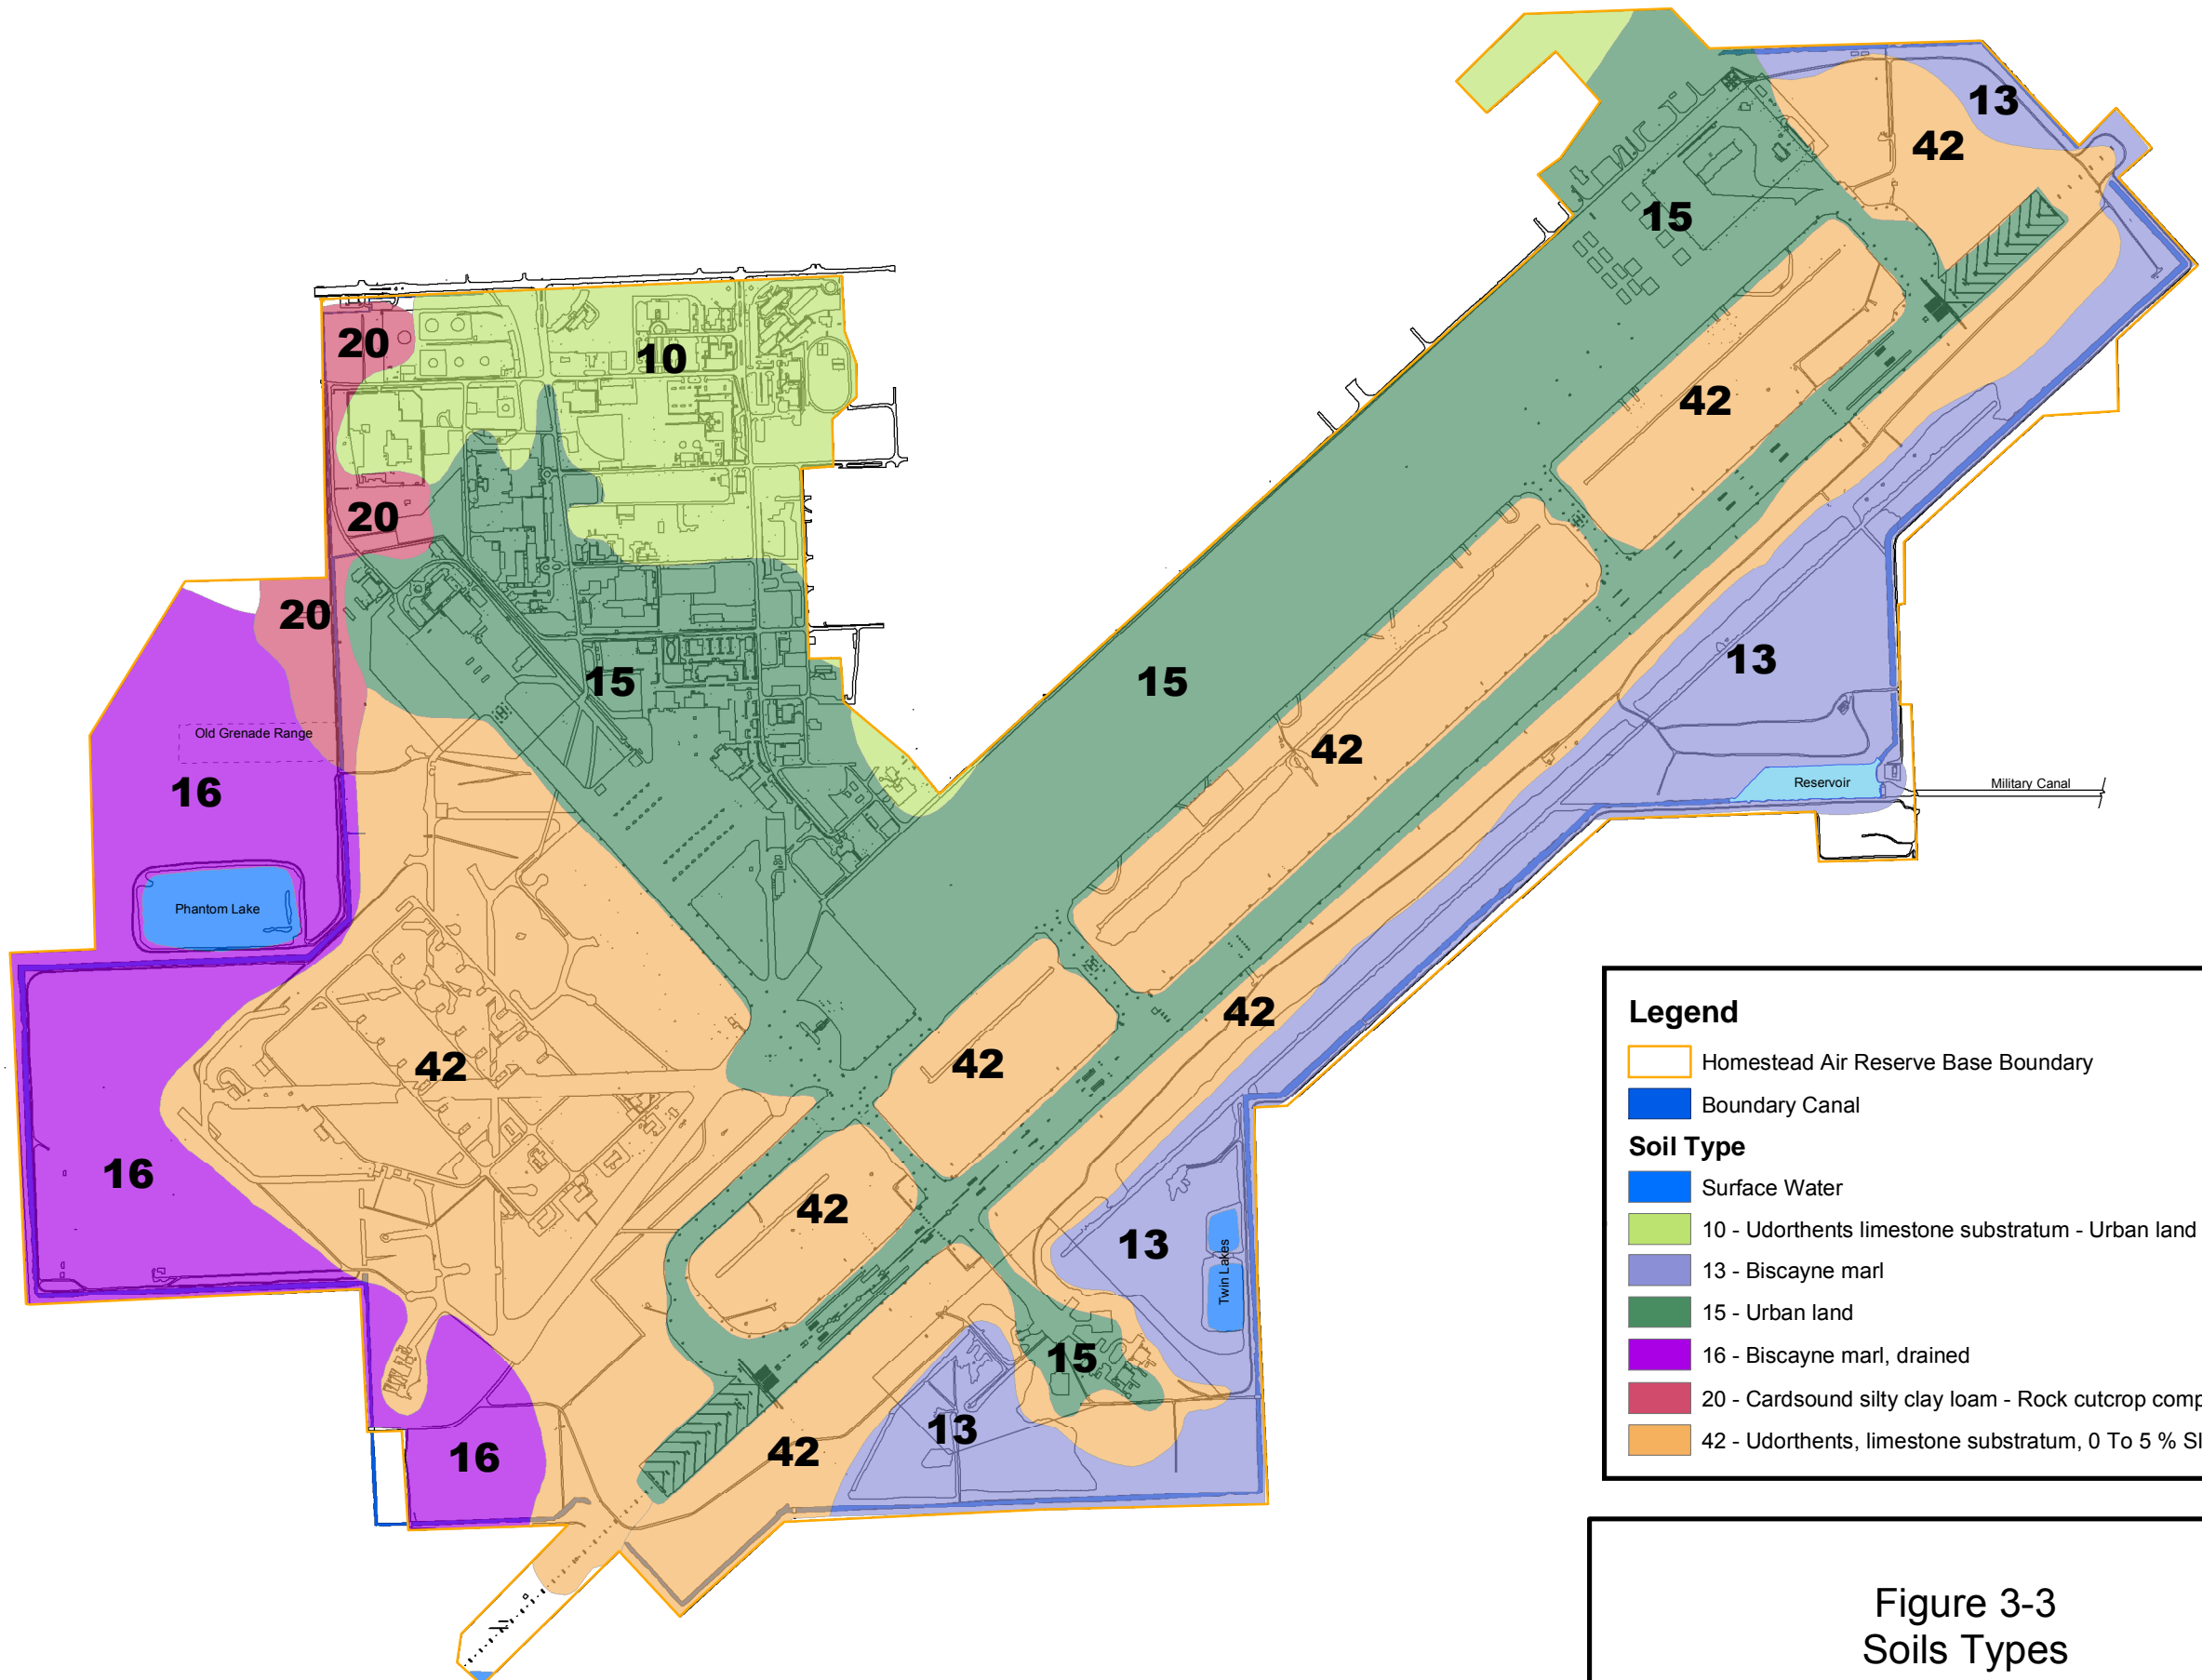 13
42
15
20
10
42
20
20
13
15
15
Old Grenade Range
42
16
Reservoir
Military Canal
Phantom Lake
42
42
42
16
42
13
Twin Lakes
15
13
42
16
Legend
Homestead Air Reserve Base Boundary
Boundary Canal
Soil Type
Surface Water
10 - Udorthents limestone substratum - Urban land
13 - Biscayne marl
15 - Urban land
16 - Biscayne marl, drained
20 - Cardsound silty clay loam - Rock cutcrop comp
42 - Udorthents, limestone substratum, 0 To 5 %
Figure 3-3
Soils Types